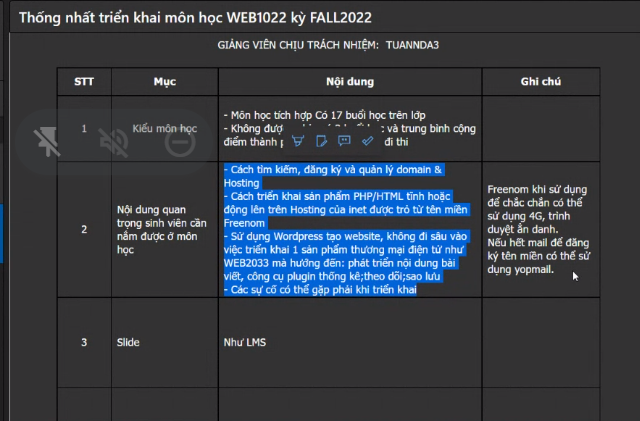 Thống nhất triển khai môn học WEB1022 kỳ FALL2022
GIẢNG VIÊN CHỊU TRÁCH NHIỆM: TUANNDA3
STT
Mục
Nội dung
Ghi chú
1
Kiểu môn học
- Môn học tích hợp Có 17 buổi học trên lớp
- Không đượ
học và trung bình cộng
điểm thành
đi thi
2
Nội dung quan
trọng sinh viên cần
nắm được ở môn
học
- Cách tìm kiếm, đăng ký và quản lý domain &
Hosting
- Cách triển khai sản phẩm PHP/HTML tĩnh hoặc
động lên trên Hosting của inet được trỏ từ tên miền
Freenom
- Sử dụng Wordpress tạo website, không đi sâu vào
việc triển khai 1 sản phẩm thương mại điện tử như
WEB2033 mà hướng đến: phát triển nội dung bài
viết, công cụ plugin thống kê;theo dõi;sao lưu
- Các sự cố có thể gặp phải khi triển khai
Freenom khi sử dụng
để chắc chắn có thể
sử dụng 4G, trình
duyệt ẩn danh.
Nếu hết mail để đăng
ký tên miền có thể sử
dụng yopmail.
3
Slide
Như LMS